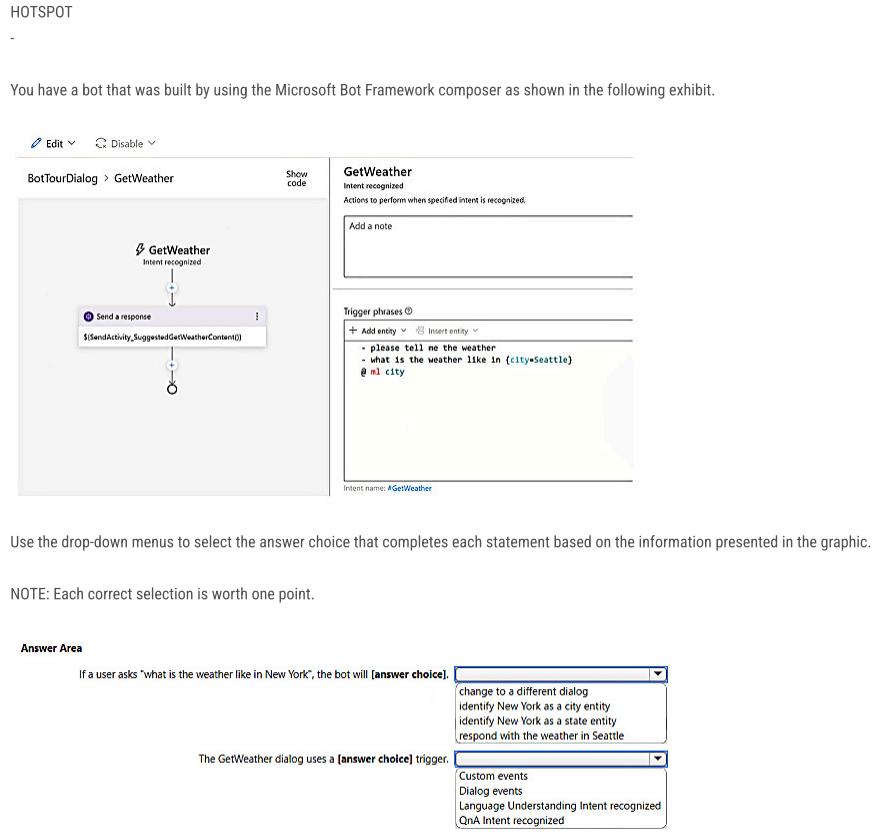 HOTSPOT
-
You have a bot that was built by using the Microsoft Bot Framework composer as shown in the following exhibit.
Edit Disable
BotTourDialog > GetWeather Show code
GetWeather
Intent recognized
Actions to perform when specified intent is recognized.
Add a note
GetWeather
Intent recognized
Send a response
${SendActivity_SuggestedGetWeatherContent()}
Trigger phrases
+ Add entity Insert entity
- please tell me the weather
- what is the weather like in {city=Seattle}
@ ml city
Intent name: #GetWeather
Use the drop-down menus to select the answer choice that completes each statement based on the information presented in the graphic.
NOTE: Each correct selection is worth one point.
Answer Area
If a user asks "what is the weather like in New York", the bot will [answer choice].
change to a different dialog
identify New York as a city entity
identify New York as a state entity
respond with the weather in Seattle
The GetWeather dialog uses a [answer choice] trigger.
Custom events
Dialog events
Language Understanding Intent recognized
QnA Intent recognized